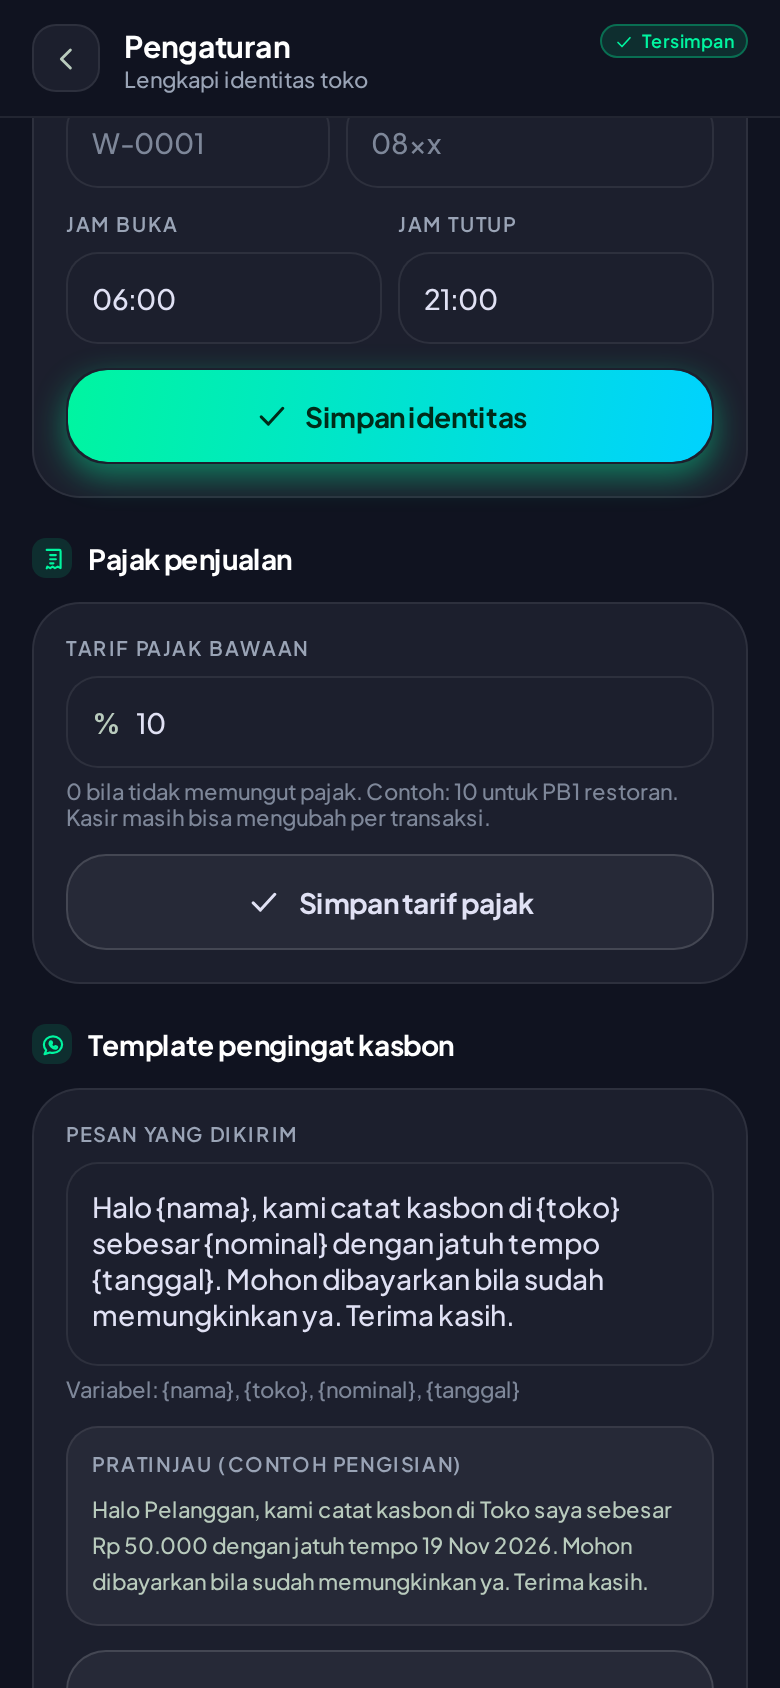 Pengaturan
Lengkapi identitas toko
Tersimpan
W-0001
08×x
JAM BUKA
JAM TUTUP
06:00
21:00
Simpan identitas
Pajak penjualan
TARIF PAJAK BAWAAN
% 10
0 bila tidak memungut pajak. Contoh: 10 untuk PB1 restoran.
Kasir masih bisa mengubah per transaksi.
Simpan tarif pajak
Template pengingat kasbon
PESAN YANG DIKIRIM
Halo {nama}, kami catat kasbon di {toko}
sebesar {nominal} dengan jatuh tempo
{tanggal}. Mohon dibayarkan bila sudah
memungkinkan ya. Terima kasih.
Variabel: {nama}, {toko}, {nominal}, {tanggal}
PRATINJAU (CONTOH PENGISIAN)
Halo Pelanggan, kami catat kasbon di Toko saya sebesar
Rp 50.000 dengan jatuh tempo 19 Nov 2026. Mohon
dibayarkan bila sudah memungkinkan ya. Terima kasih.